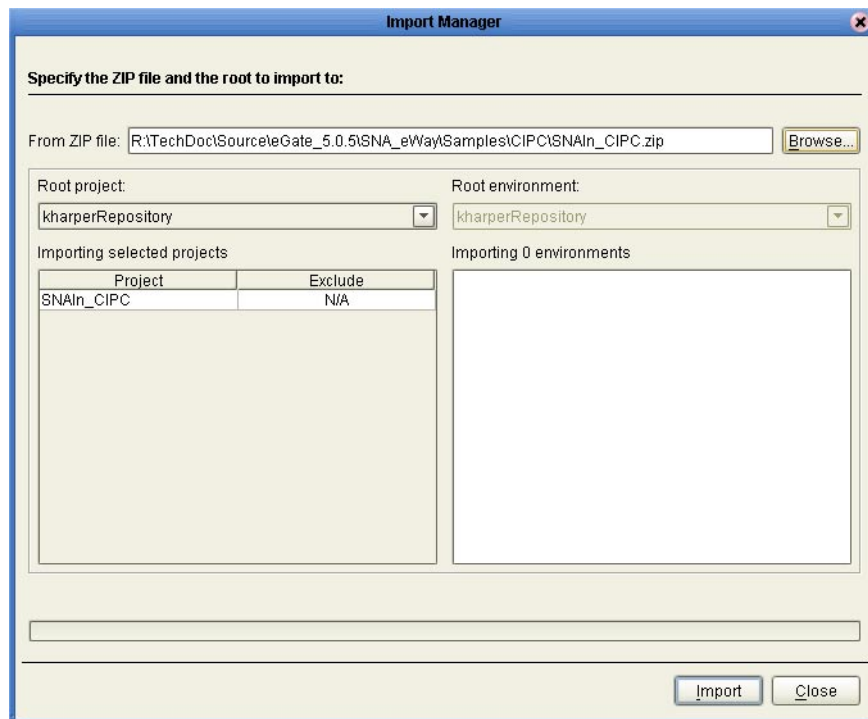 Import Manager
Specify the ZIP file and the root to import to:
From ZIP file: R:\TechDoc\Source\eGate_5.0.5\SNA_eWay\Samples\CIPC\SNAIn_CIPC.zip Browse...
Root project: Root environment:
kharperRepository kharperRepository
Importing selected projects Importing 0 environments
Project Exclude
SNAIn_CIPC N/A
Import Close